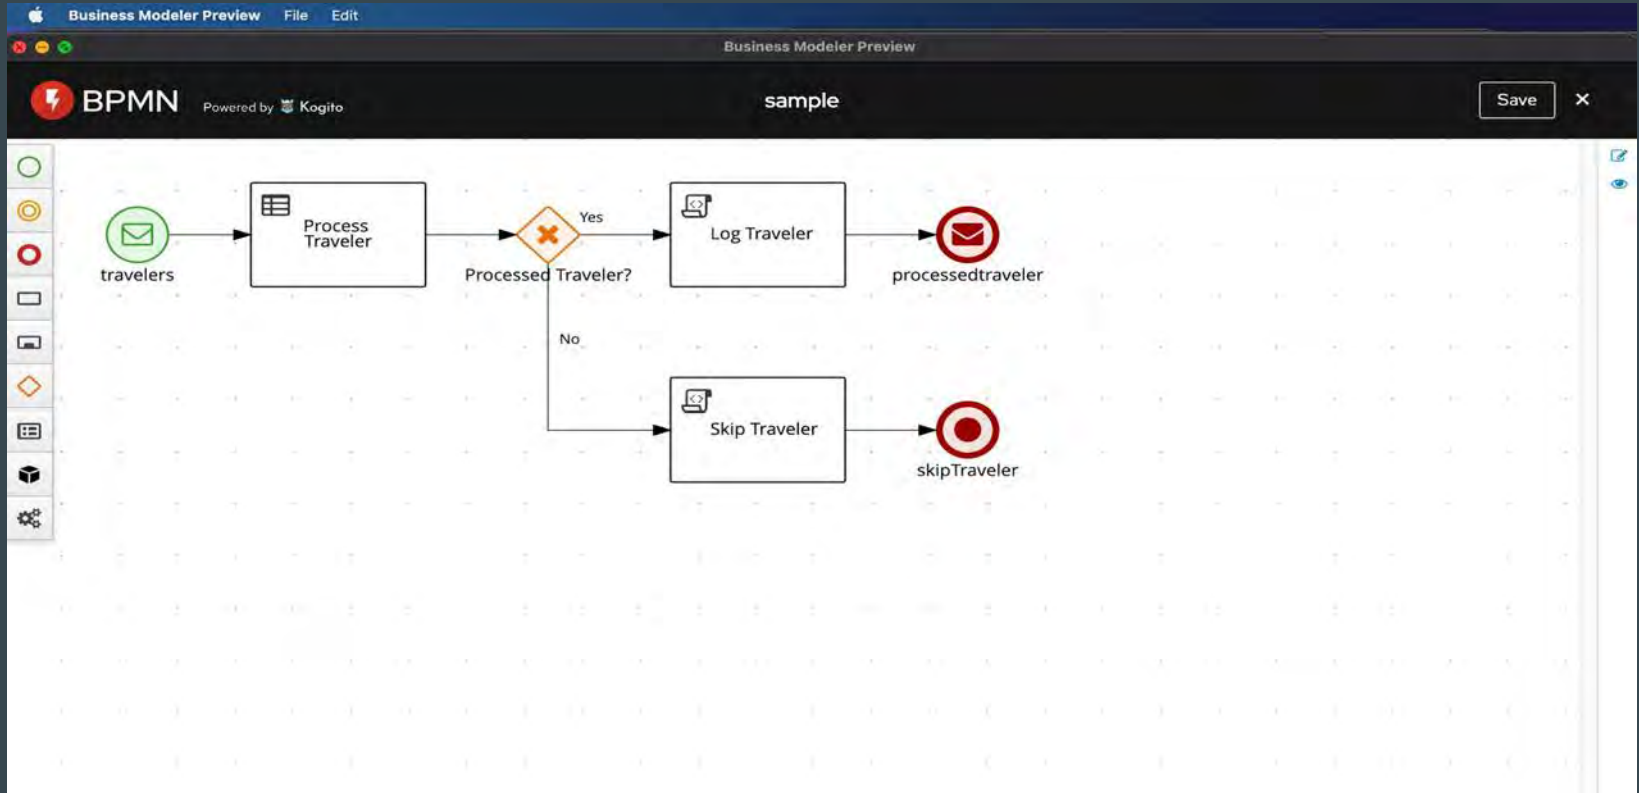 Business Modeler Preview File Edit
Business Modeler Preview
BPMN Powered by Kogito sample Save
Process
Traveler
travelers
Yes
Processed Traveler?
Log Traveler
processedtraveler
No
Skip Traveler
skipTraveler